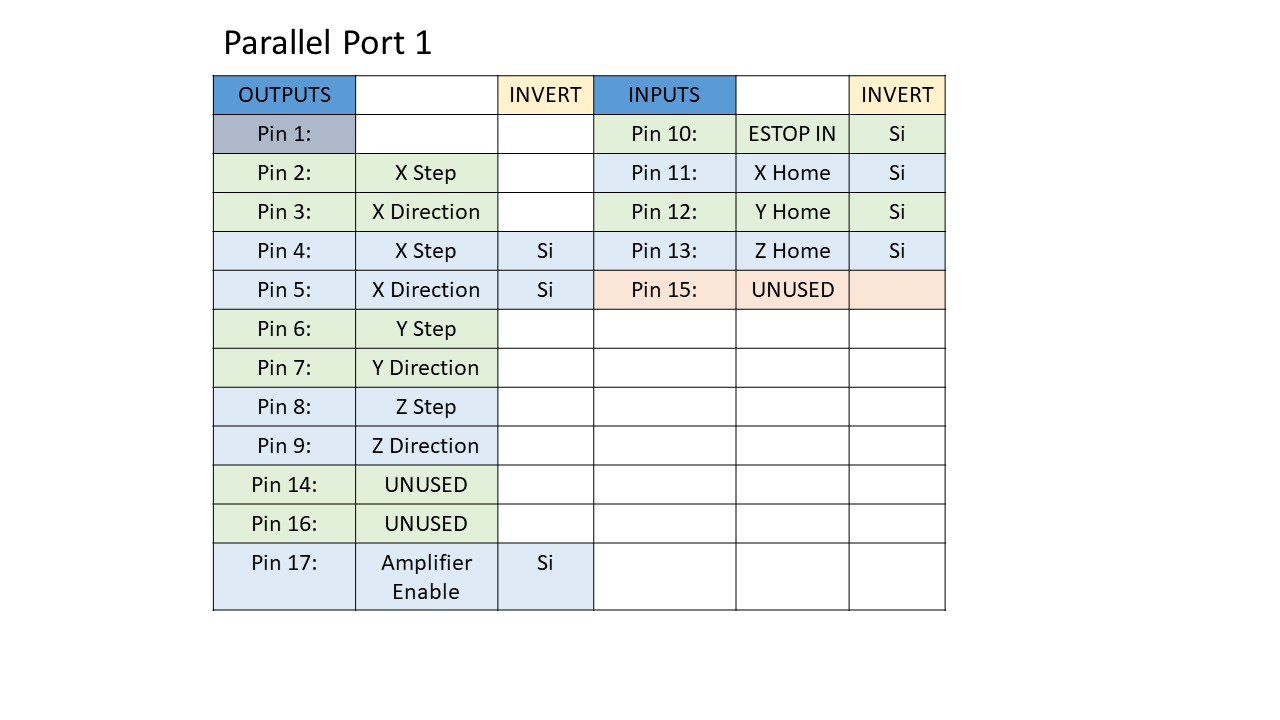 Parallel Port 1
OUTPUTS INVERT INPUTS INVERT
Pin 1: Pin 10: ESTOP IN Si
Pin 2: X Step Pin 11: X Home Si
Pin 3: X Direction Pin 12: Y Home Si
Pin 4: X Step Si Pin 13: Z Home Si
Pin 5: X Direction Si Pin 15: UNUSED
Pin 6: Y Step
Pin 7: Y Direction
Pin 8: Z Step
Pin 9: Z Direction
Pin 14: UNUSED
Pin 16: UNUSED
Pin 17: Amplifier Si
Enable